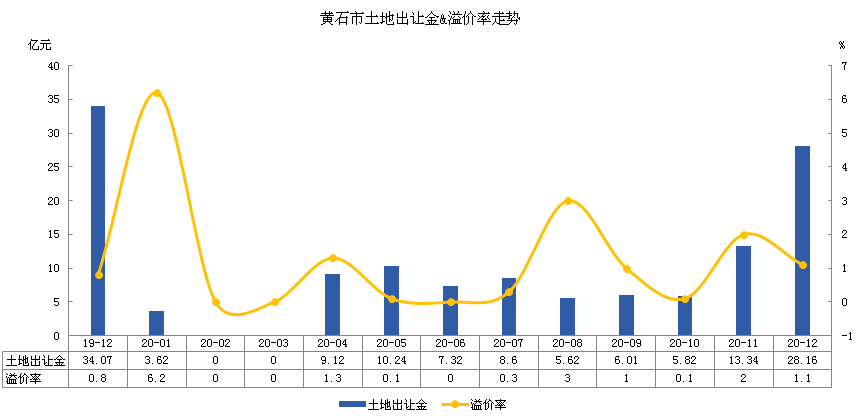 黄石市土地出让金&溢价率走势
亿元 %
40 7
35 6
30 5
25 4
20 3
15 2
10 1
5 0
0 -1
19-12 20-01 20-02 20-03 20-04 20-05 20-06 20-07 20-08 20-09 20-10 20-11 20-12
土地出让金 34.07 3.62 0 0 9.12 10.24 7.32 8.6 5.62 6.01 5.82 13.34 28.16
溢价率 0.8 6.2 0 0 1.3 0.1 0 0.3 3 1 0.1 2 1.1
土地出让金 溢价率